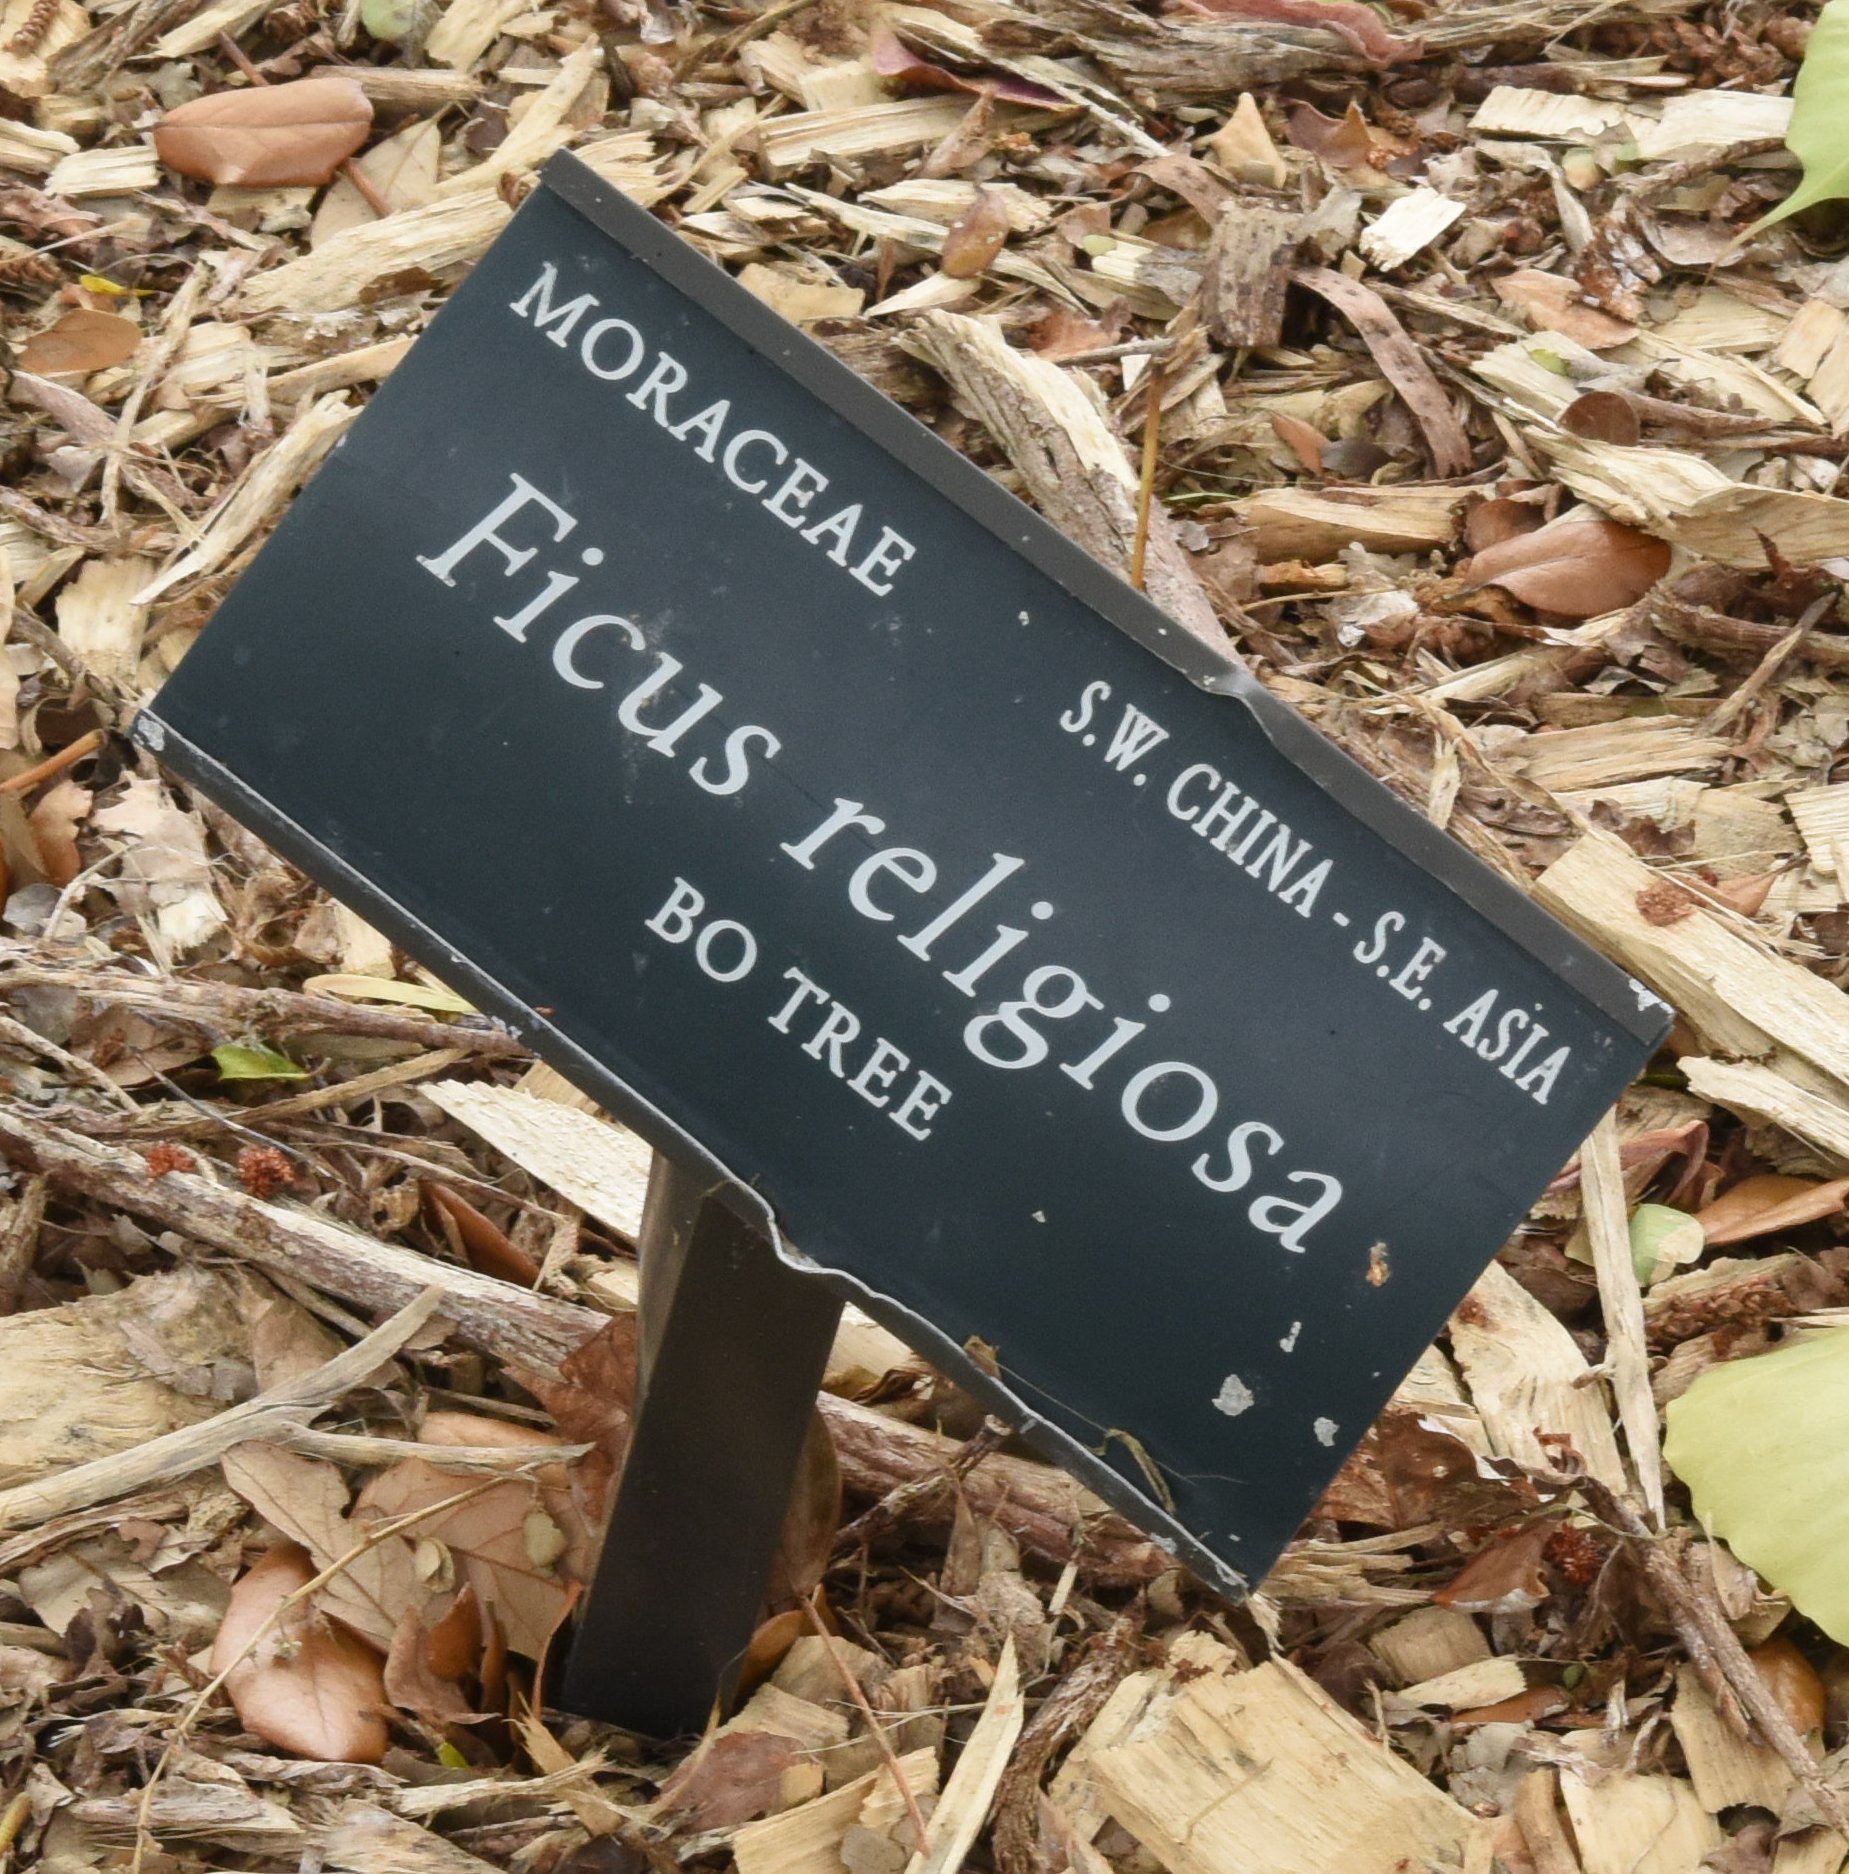 MORACEAE
S.W. CHINA - S.E. ASIA
Ficus religiosa
BO TREE